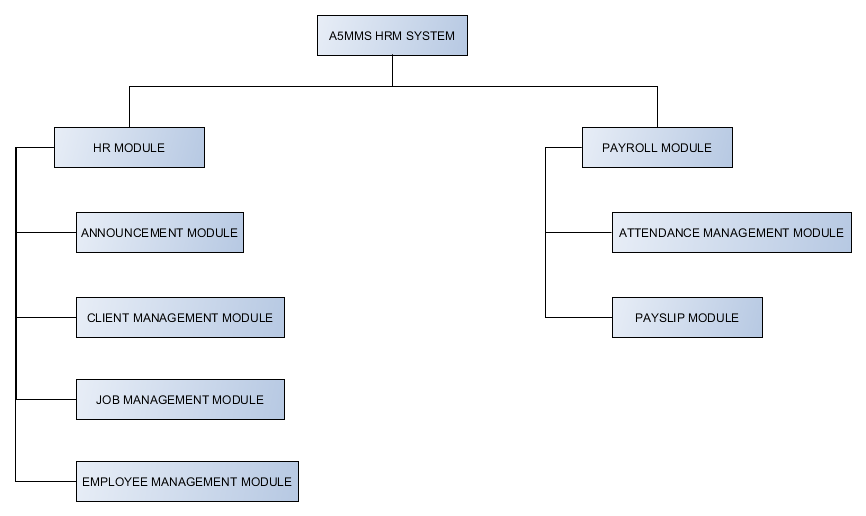 A5MMS HRM SYSTEM
HR MODULE
PAYROLL MODULE
ANNOUNCEMENT MODULE
ATTENDANCE MANAGEMENT MODULE
CLIENT MANAGEMENT MODULE
PAYSLIP MODULE
JOB MANAGEMENT MODULE
EMPLOYEE MANAGEMENT MODULE